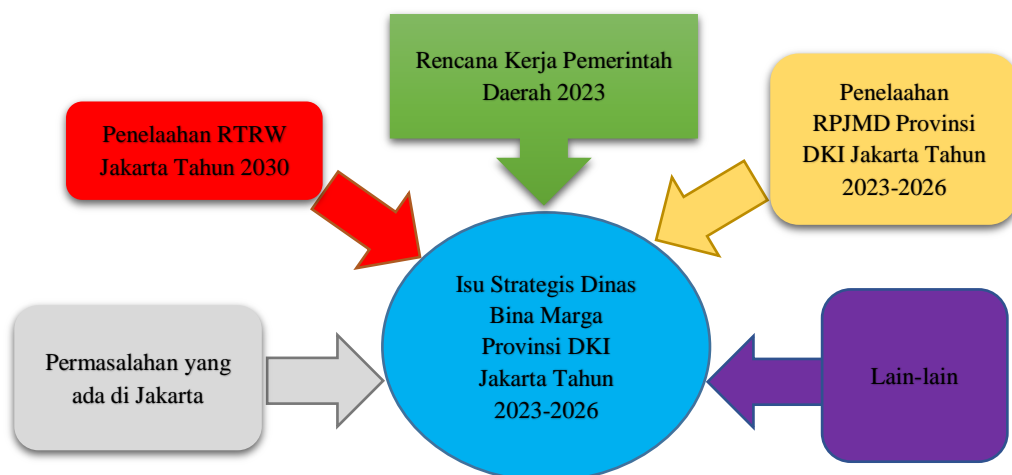 Rencana Kerja Pemerintah
Daerah 2023
Penelaahan RTRW
Jakarta Tahun 2030
Penelaahan
RPJMD Provinsi
DKI Jakarta Tahun
2023-2026
Isu Strategis Dinas
Bina Marga
Provinsi DKI
Jakarta Tahun
2023-2026
Permasalahan yang
ada di Jakarta
Lain-lain